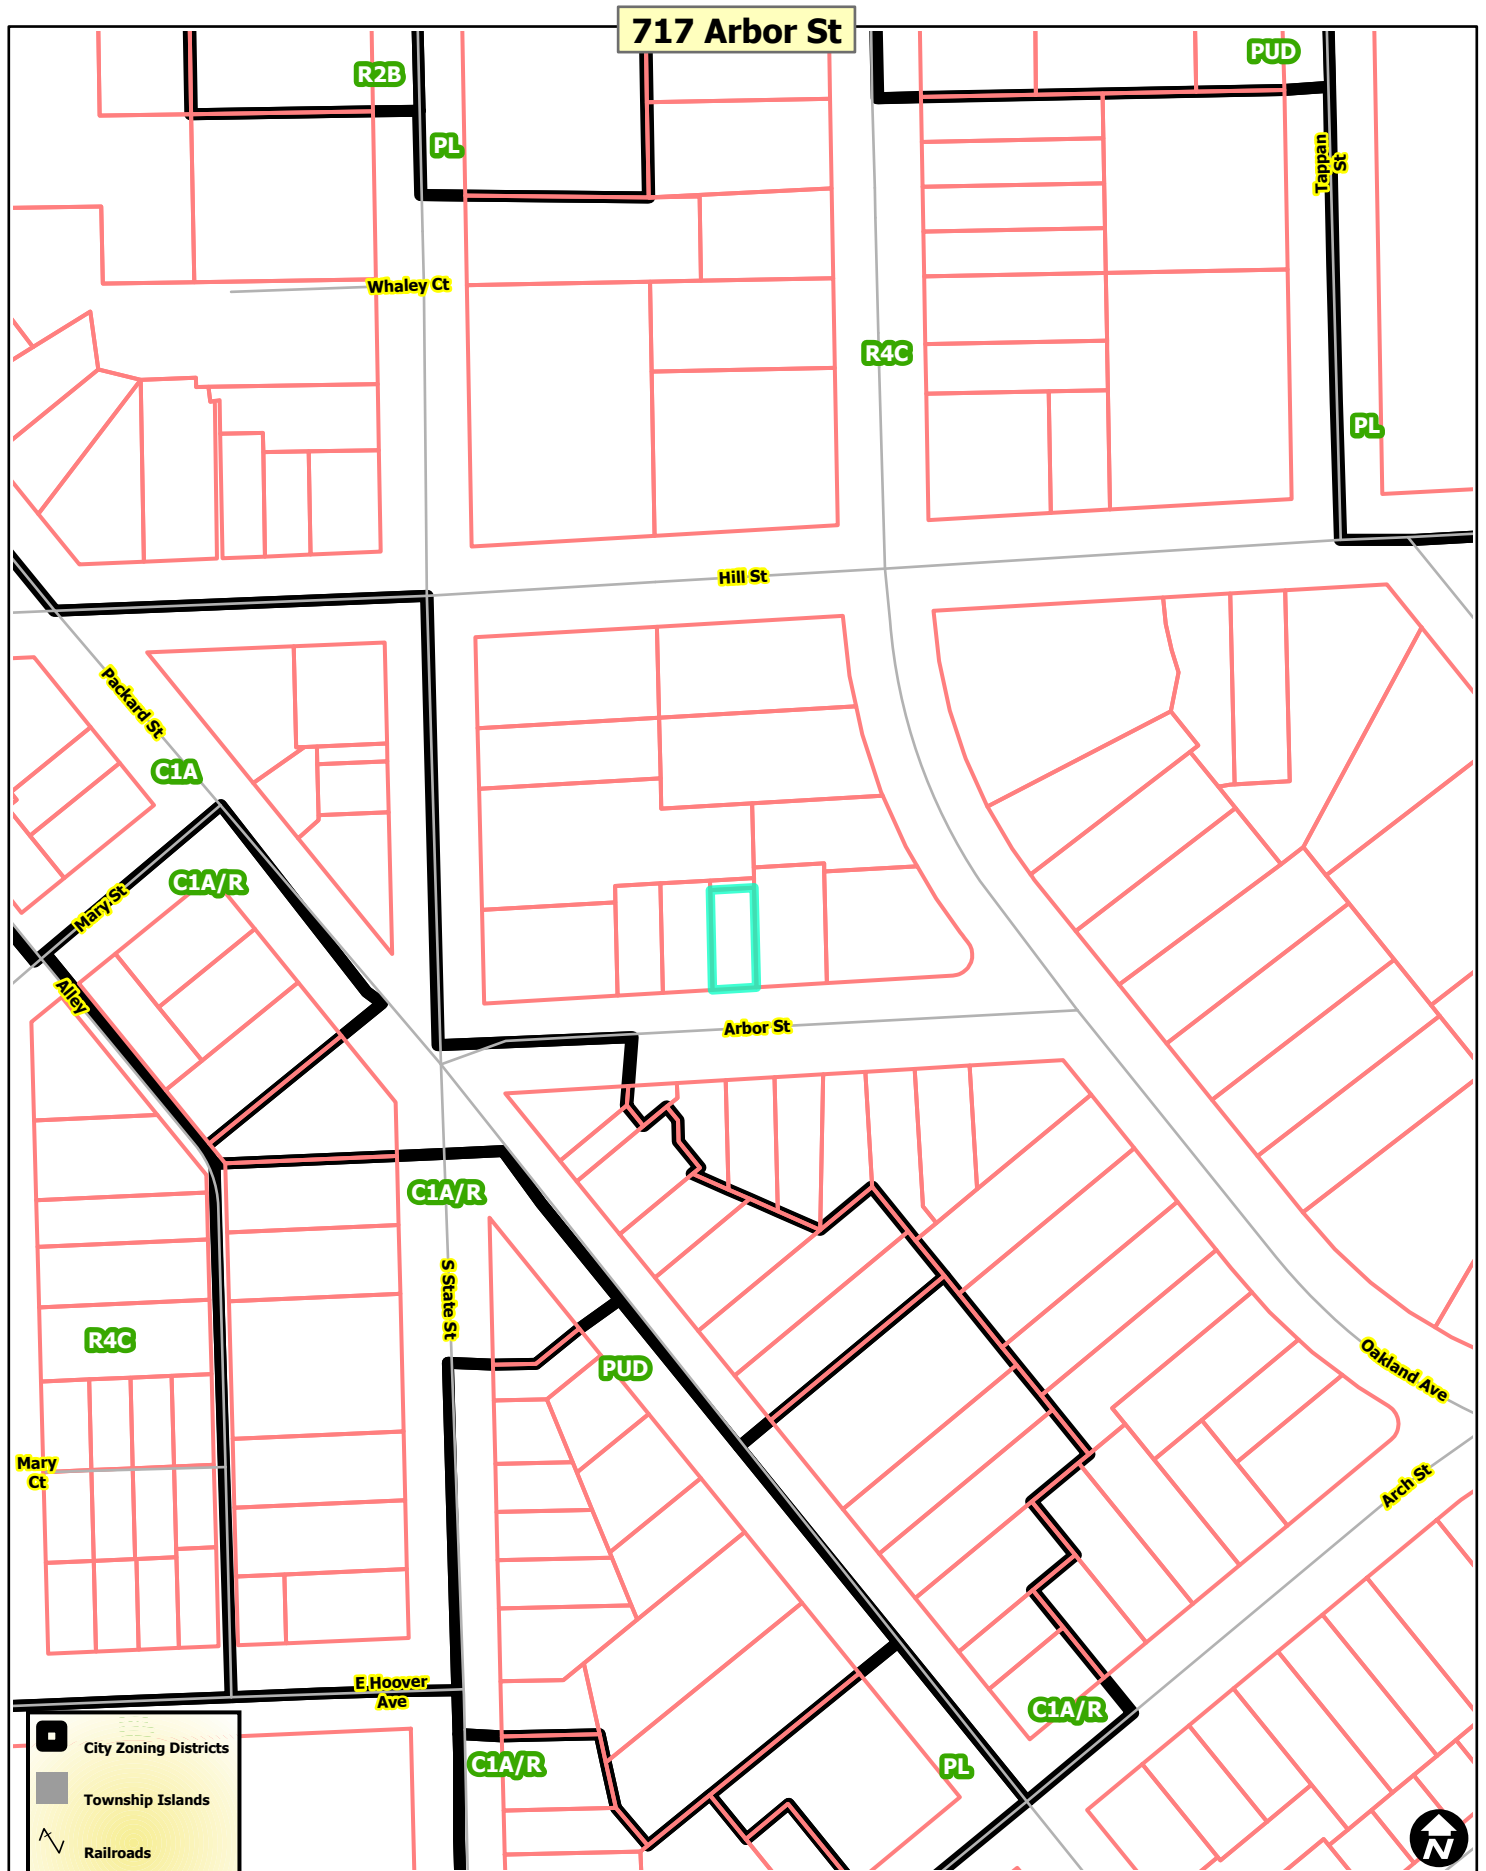 717 Arbor St
PUD
R2B
PL
Tappan
St
Whaley Ct
R4C
PL
Hill St
Packard St
C1A
C1A/R
Mary St
Alley
Arbor St
C1A/R
S State St
R4C
PUD
Oakland Ave
Mary
Ct
Arch St
E Hoover
Ave
C1A/R
C1A/R
PL
City Zoning Districts
Township Islands
Railroads
N